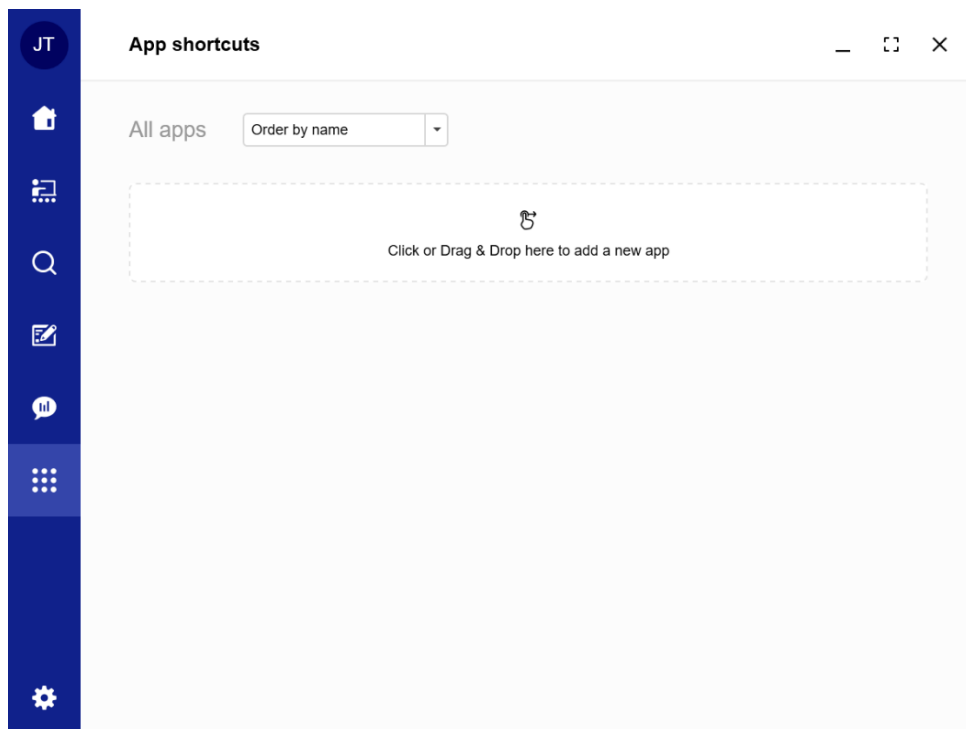 JT
App shortcuts
All apps
Order by name
Click or Drag & Drop here to add a new app